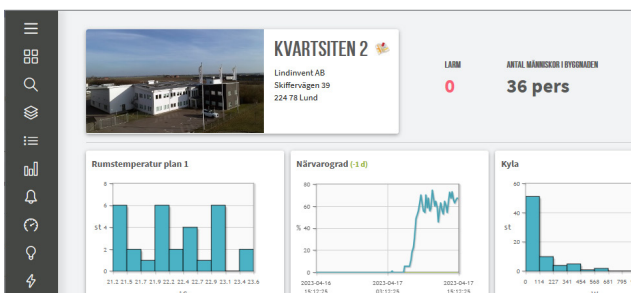 KVARTSITEN 2
Lindinvent AB
Skiffervägen 39
224 78 Lund
LARM
0
ANTAL MÄNNISKOR I BYGGNADEN
36 pers
Rumstemperatur plan 1
8
6
st 4
2
0
21.2 21.5 21.7 21.9 22.2 22.4 22.7 22.9 23.1 23.4 23.6
Närvarograd (-1 d)
80
60
% 40
20
0
2023-04-16 2023-04-17 2023-04-17
15:12:25 03:12:25 15:12:25
Kyla
60
40
st
20
0 114 227 341 454 568 681 795